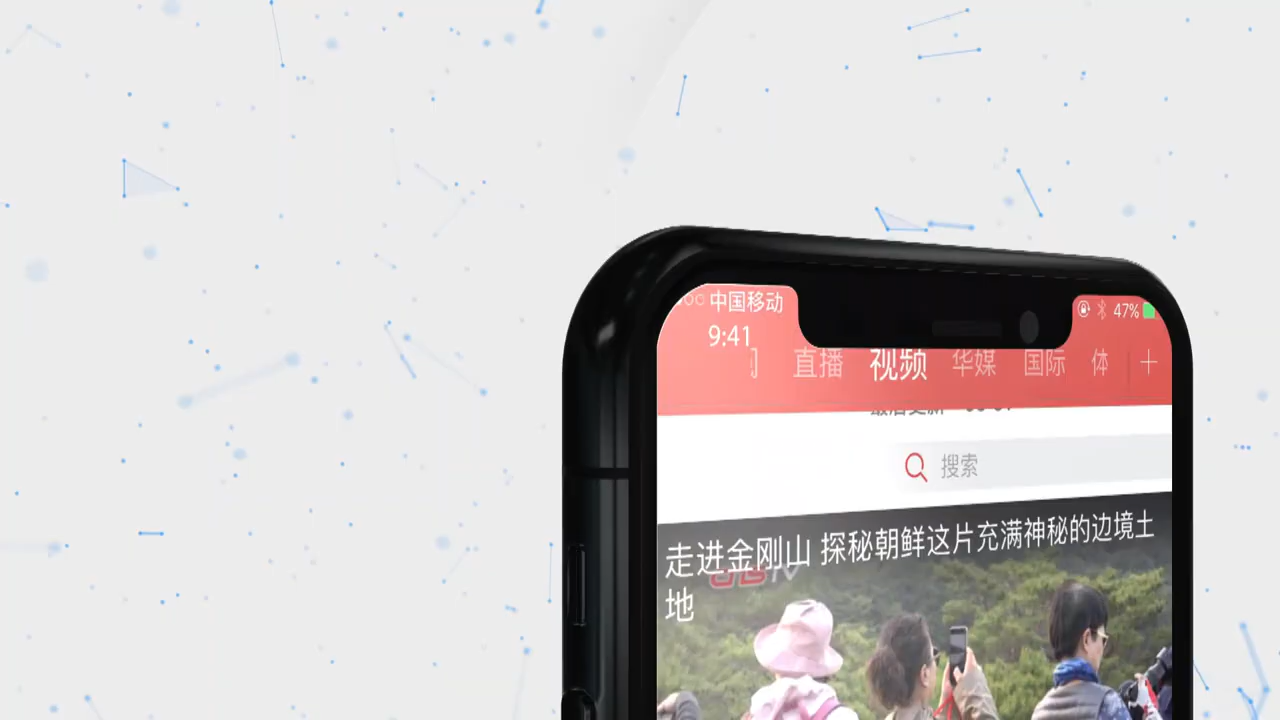 中国移动
47%
9:41
直播 视频 华媒 国际 体
搜索
走进金刚山 探秘朝鲜这片充满神秘的边境土
地